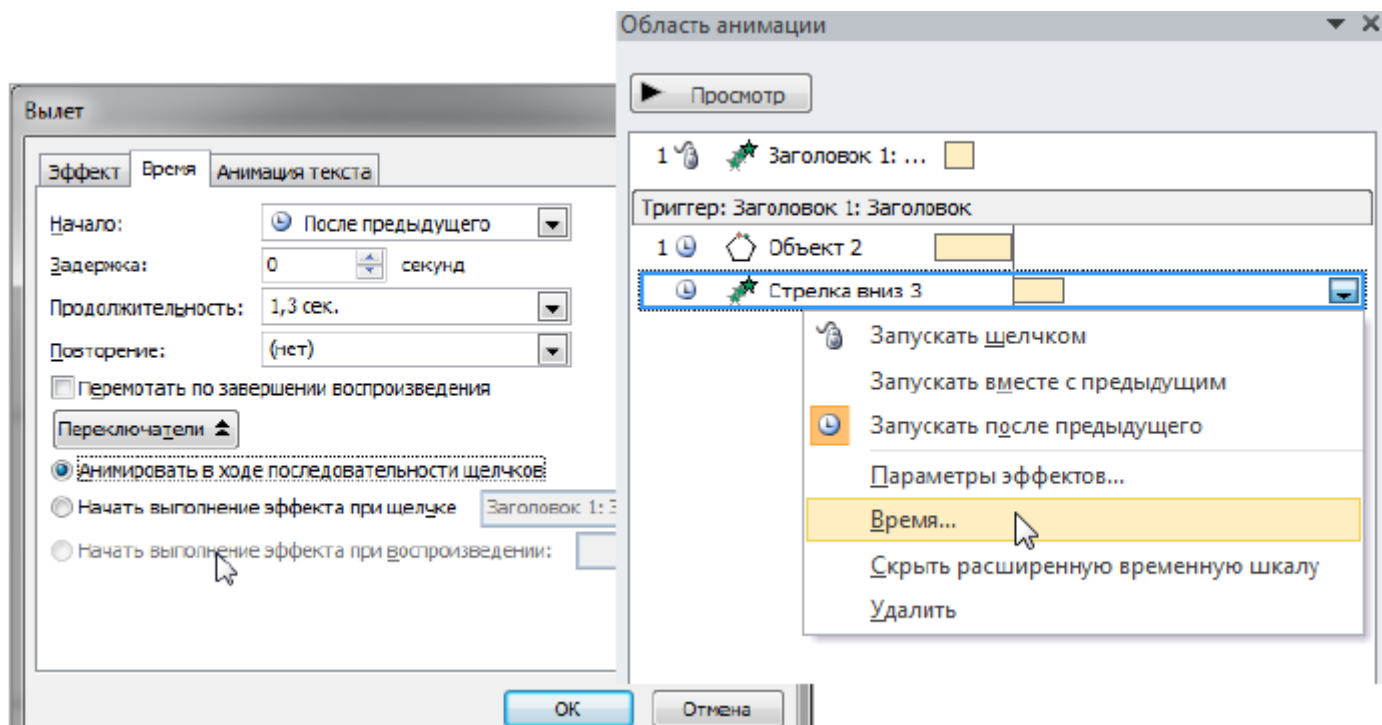 Вылет
Эффект Время Анимация текста
Начало: После предыдущего
Задержка: 0 секунд
Продолжительность: 1,3 сек.
Повторение: (нет)
Перемотать по завершении воспроизведения
Переключатели
Анимировать в ходе последовательности щелчков
Начать выполнение эффекта при щелчке Заголовок 1:
Начать выполнение эффекта при воспроизведении:
ОК Отмена
Область анимации
Просмотр
1 Заголовок 1: ...
Триггер: Заголовок 1: Заголовок
1 Объект 2
Стрелка вниз 3
Запускать щелчком
Запускать вместе с предыдущим
Запускать после предыдущего
Параметры эффектов...
Время...
Скрыть расширенную временную шкалу
Удалить